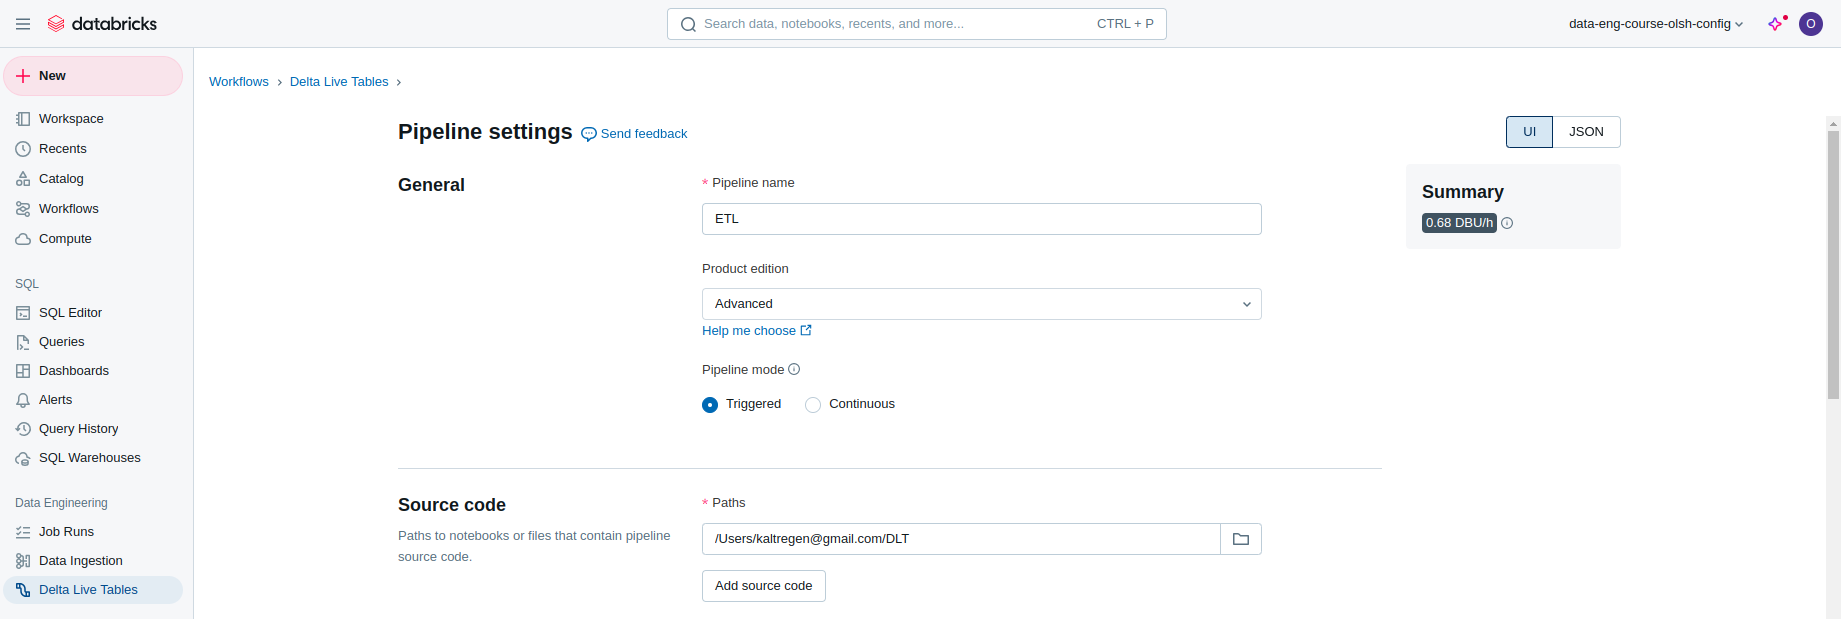 databricks
Search data, notebooks, recents, and more...
CTRL + P
data-eng-course-olsh-config
O
New
Workspace
Recents
Catalog
Workflows
Compute
SQL
SQL Editor
Queries
Dashboards
Alerts
Query History
SQL Warehouses
Data Engineering
Job Runs
Data Ingestion
Delta Live Tables
Workflows > Delta Live Tables >
Pipeline settings
Send feedback
UI
JSON
General
* Pipeline name
ETL
Product edition
Advanced
Help me choose
Pipeline mode
Triggered
Continuous
Summary
0.68 DBU/h
Source code
Paths to notebooks or files that contain pipeline
source code.
* Paths
/Users/kaltregen@gmail.com/DLT
Add source code